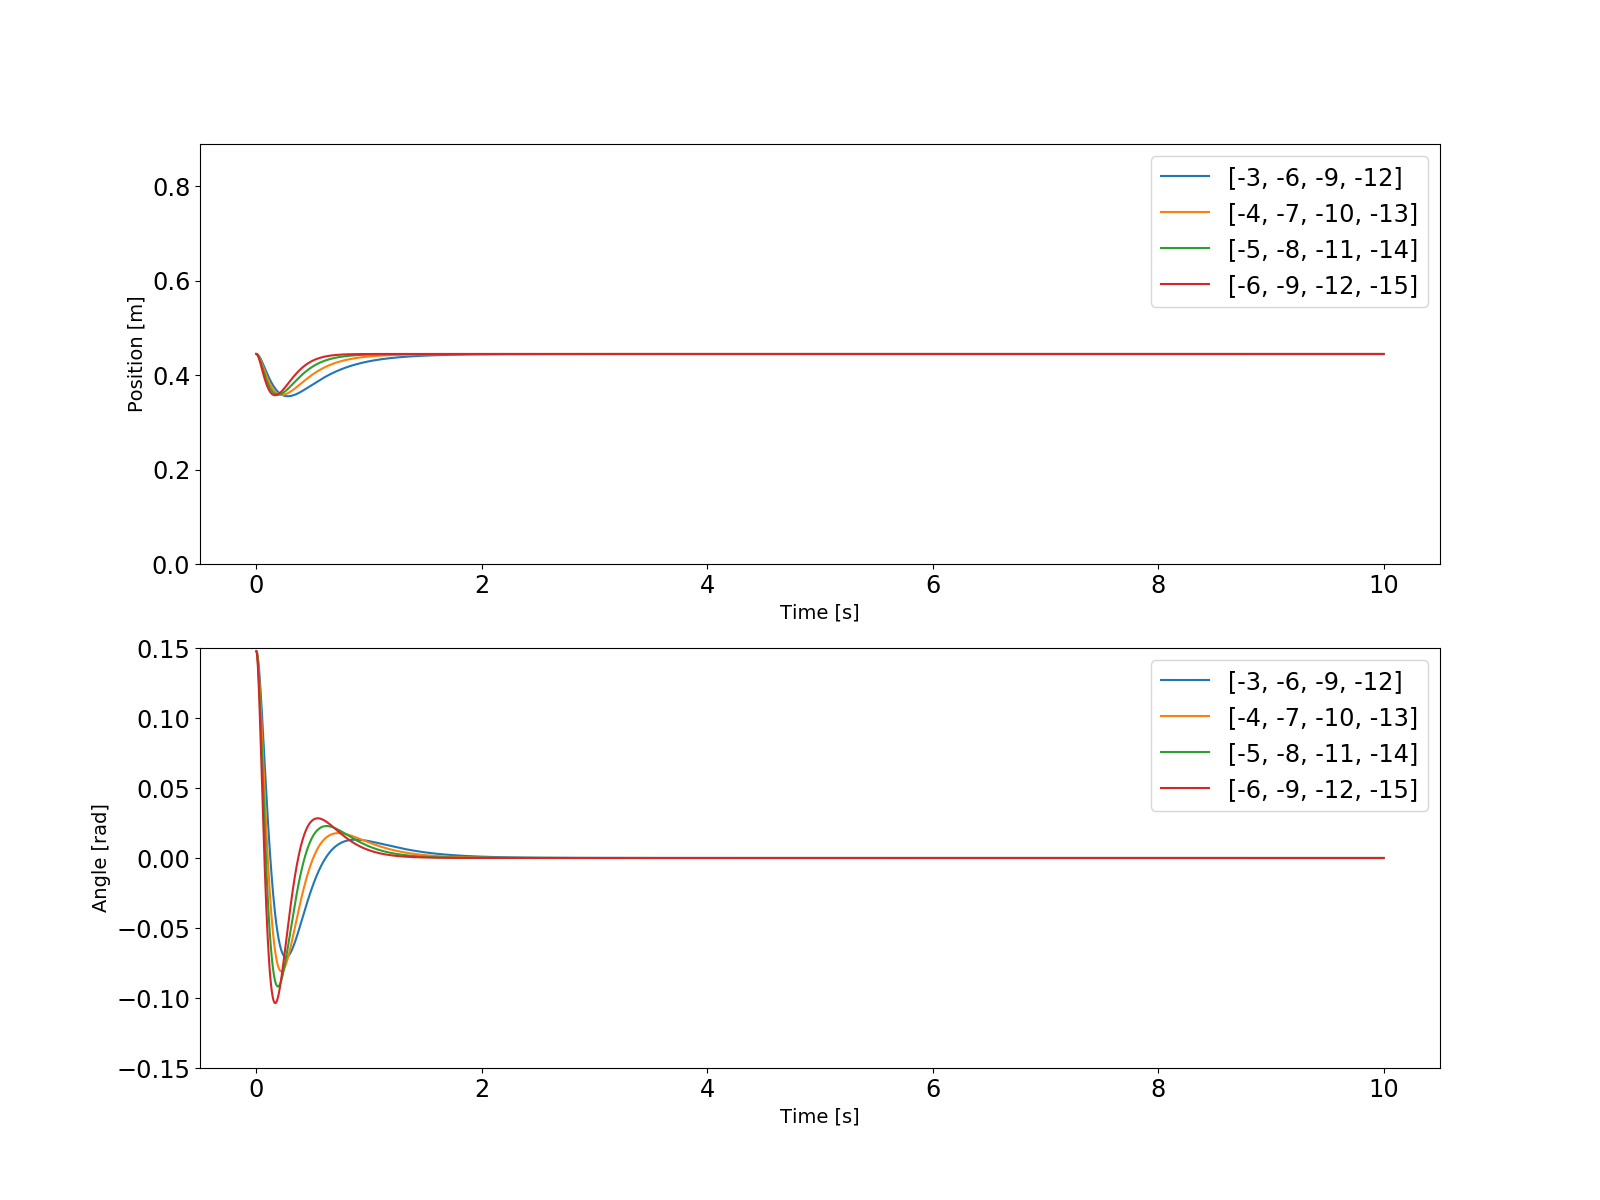 [-3, -6, -9, -12]
[-4, -7, -10, -13]
[-5, -8, -11, -14]
[-6, -9, -12, -15]
0.8
0.6
0.4
0.2
0.0
Position [m]
0 2 4 6 8 10
Time [s]
[-3, -6, -9, -12]
[-4, -7, -10, -13]
[-5, -8, -11, -14]
[-6, -9, -12, -15]
0.15
0.10
0.05
0.00
−0.05
−0.10
−0.15
Angle [rad]
0 2 4 6 8 10
Time [s]